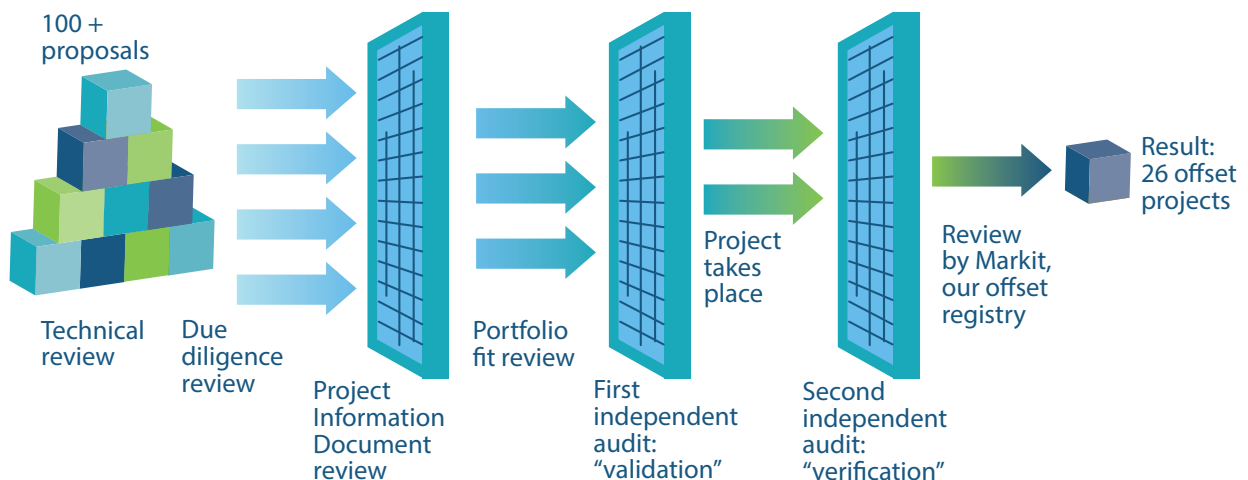 100 +
proposals
Technical
review
Due
diligence
review
Project
Information
Document
review
Portfolio
fit review
First
independent
audit:
“validation”
Project
takes
place
Second
independent
audit:
“verification”
Review
by Markit,
our offset
registry
Result:
26 offset
projects